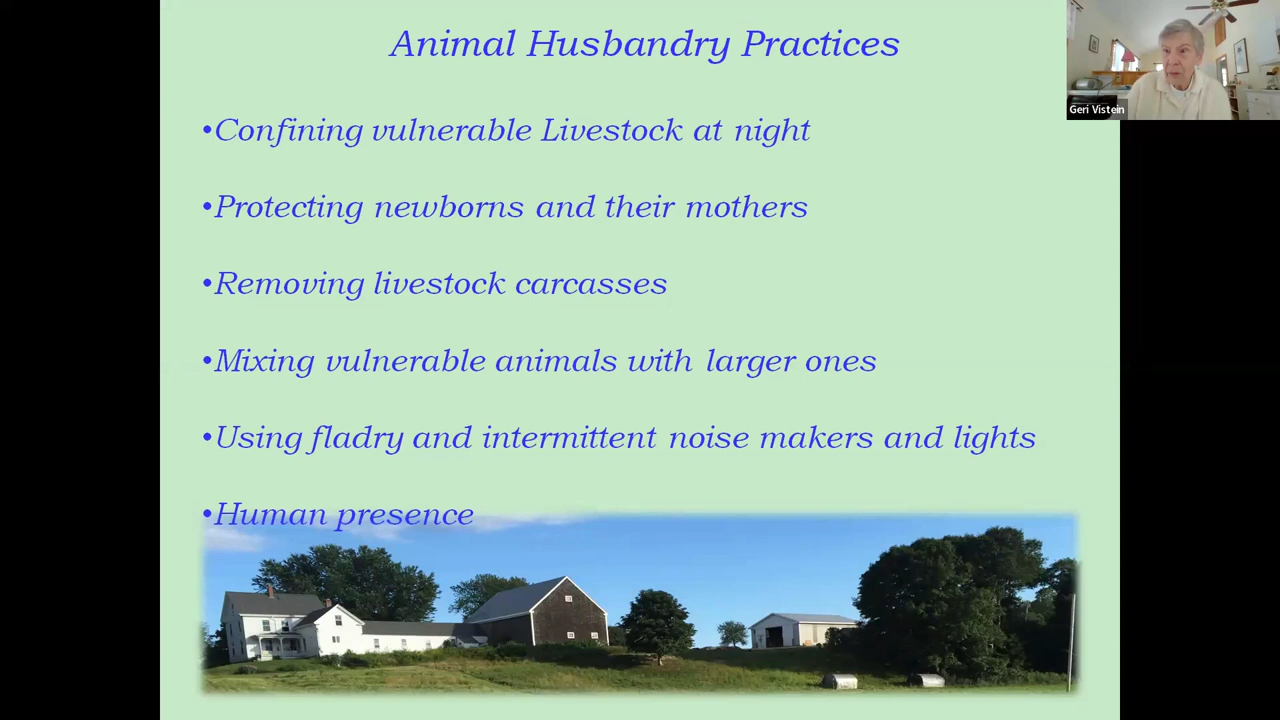 Animal Husbandry Practices
Geri Vistein
•Confining vulnerable Livestock at night
•Protecting newborns and their mothers
•Removing livestock carcasses
•Mixing vulnerable animals with larger ones
•Using fladry and intermittent noise makers and lights
•Human presence